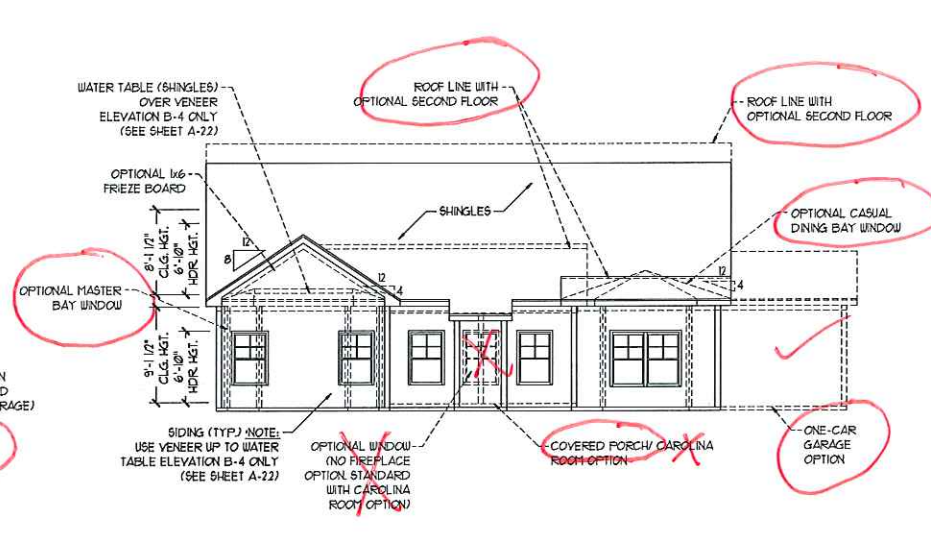 WATER TABLE (SHINGLES)
OVER VENEER
ELEVATION B-4 ONLY
(SEE SHEET A-22)
ROOF LINE WITH
OPTIONAL SECOND FLOOR
ROOF LINE WITH
OPTIONAL SECOND FLOOR
OPTIONAL 1x6
FRIEZE BOARD
SHINGLES
OPTIONAL CASUAL
DINING BAY WINDOW
8'-1 1/2"
CLG. HGT.
6'-10"
HDR. HGT.
12
8
12
4
12
4
OPTIONAL MASTER
BAY WINDOW
9'-1 1/2"
CLG. HGT.
6'-10"
HDR. HGT.
N
D
RAGE)
SIDING (TYP.) NOTE:
USE VENEER UP TO WATER
TABLE ELEVATION B-4 ONLY
(SEE SHEET A-22)
OPTIONAL WINDOW
(NO FIREPLACE
OPTION. STANDARD
WITH CAROLINA
ROOM OPTION)
COVERED PORCH/ CAROLINA
ROOM OPTION
ONE-CAR
GARAGE
OPTION